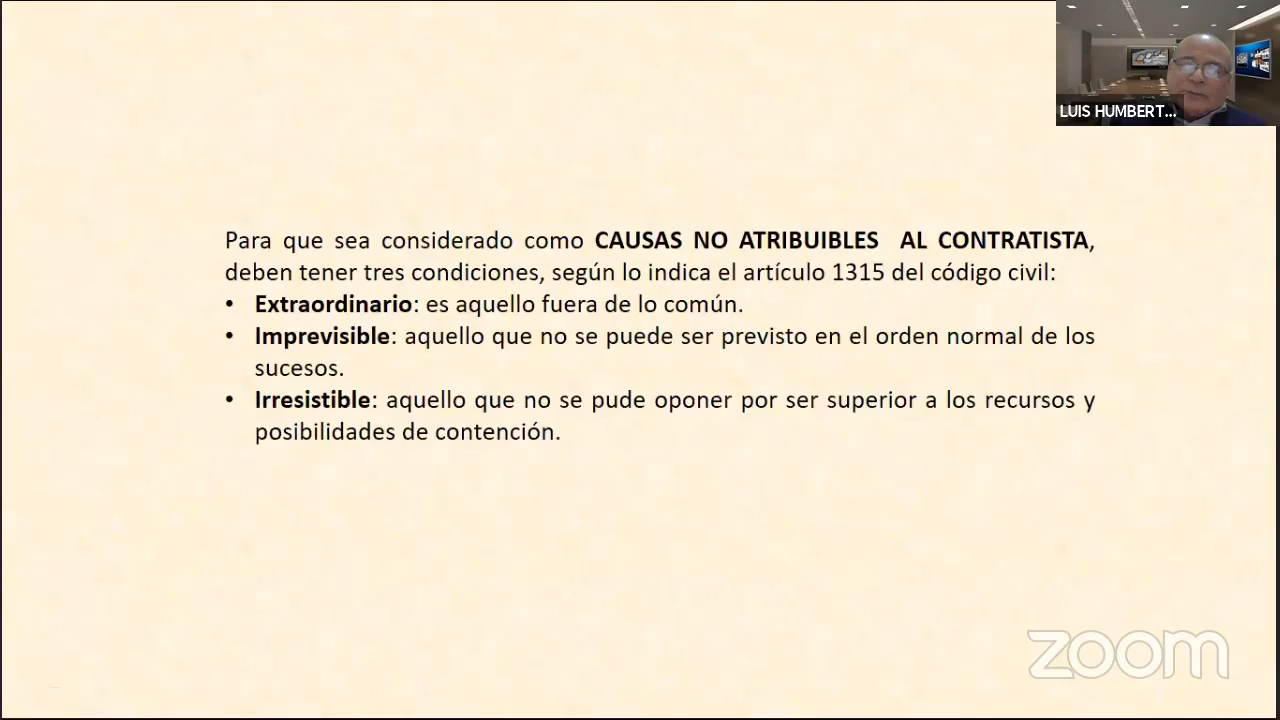 LUIS HUMBERT...
Para que sea considerado como CAUSAS NO ATRIBUIBLES AL CONTRATISTA,
deben tener tres condiciones, según lo indica el artículo 1315 del código civil:
• Extraordinario: es aquello fuera de lo común.
• Imprevisible: aquello que no se puede ser previsto en el orden normal de los
sucesos.
• Irresistible: aquello que no se pude oponer por ser superior a los recursos y
posibilidades de contención.
zoom